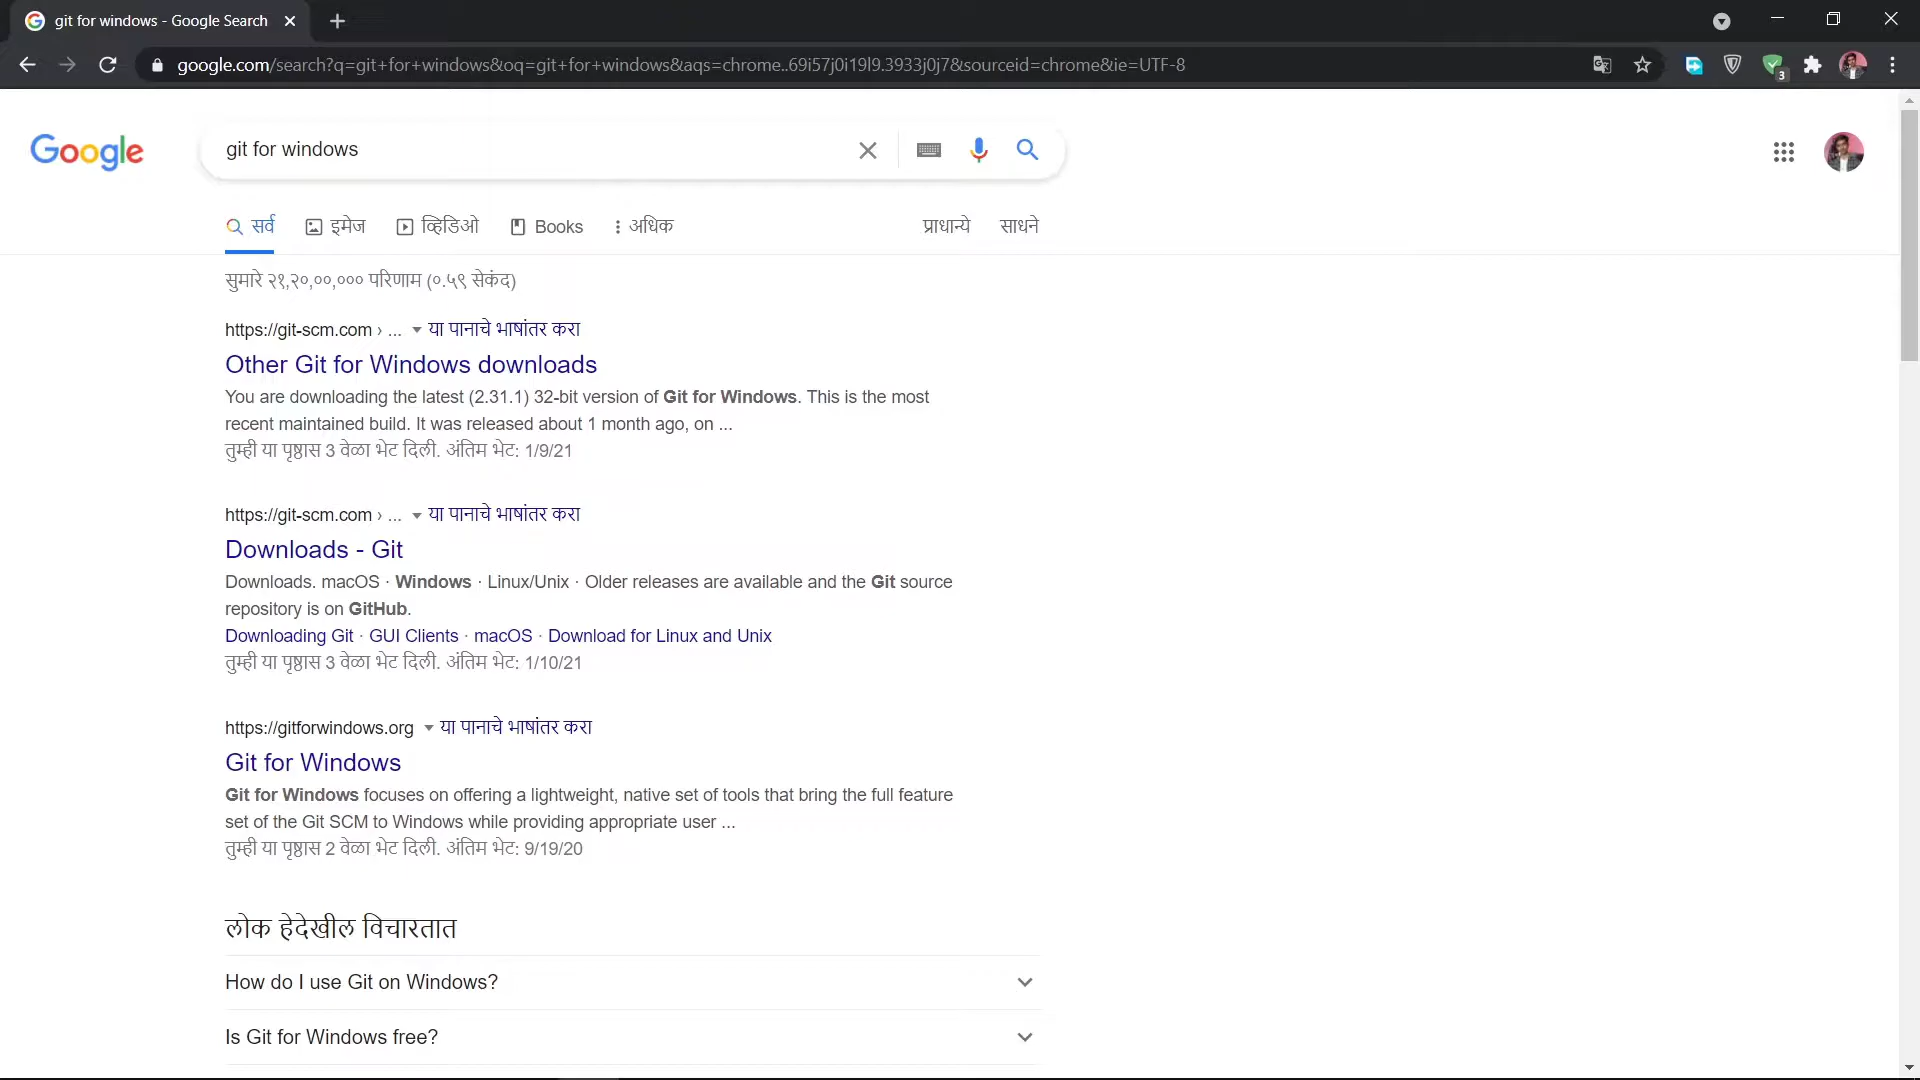 git for windows - Google Search
google.com/search?q=git+for+windows&oq=git+for+windows&aqs=chrome..69i57j0i19l9.3933j0j7&sourceid=chrome&ie=UTF-8
3
Google
git for windows
सर्व इमेज व्हिडिओ Books अधिक प्राधान्ये साधने
सुमारे २१,२०,००,००० परिणाम (०.५९ सेकंद)
https://git-scm.com › ... या पानाचे भाषांतर करा
Other Git for Windows downloads
You are downloading the latest (2.31.1) 32-bit version of Git for Windows. This is the most
recent maintained build. It was released about 1 month ago, on ...
तुम्ही या पृष्ठास 3 वेळा भेट दिली. अंतिम भेट: 1/9/21
https://git-scm.com › ... या पानाचे भाषांतर करा
Downloads - Git
Downloads. macOS · Windows · Linux/Unix · Older releases are available and the Git source
repository is on GitHub.
Downloading Git · GUI Clients · macOS · Download for Linux and Unix
तुम्ही या पृष्ठास 3 वेळा भेट दिली. अंतिम भेट: 1/10/21
https://gitforwindows.org या पानाचे भाषांतर करा
Git for Windows
Git for Windows focuses on offering a lightweight, native set of tools that bring the full feature
set of the Git SCM to Windows while providing appropriate user ...
तुम्ही या पृष्ठास 2 वेळा भेट दिली. अंतिम भेट: 9/19/20
लोक हेदेखील विचारतात
How do I use Git on Windows?
Is Git for Windows free?